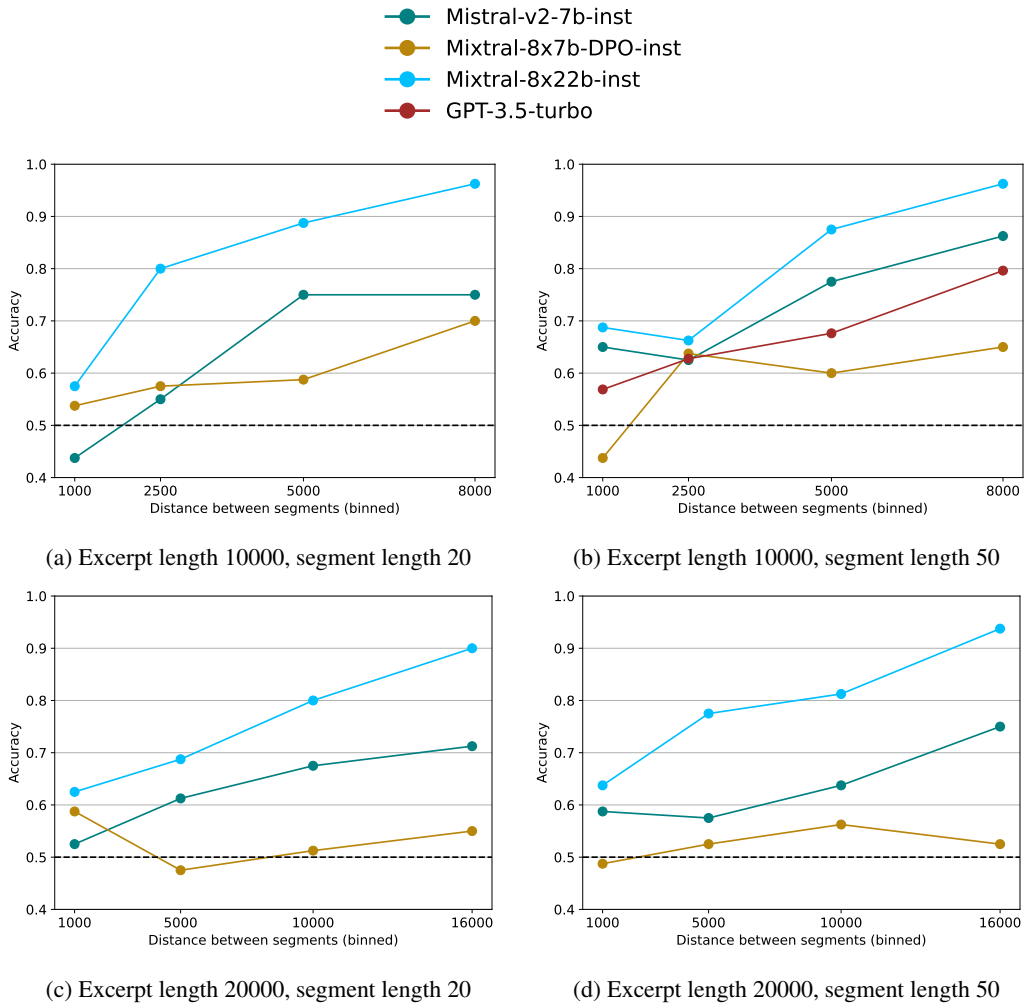 Mistral-v2-7b-inst
Mixtral-8x7b-DPO-inst
Mixtral-8x22b-inst
GPT-3.5-turbo
1.0
0.9
0.8
0.7
0.6
0.5
0.4
Accuracy
1000 2500 5000 8000
Distance between segments (binned)
(a) Excerpt length 10000, segment length 20
1.0
0.9
0.8
0.7
0.6
0.5
0.4
Accuracy
1000 2500 5000 8000
Distance between segments (binned)
(b) Excerpt length 10000, segment length 50
1.0
0.9
0.8
0.7
0.6
0.5
0.4
Accuracy
1000 5000 10000 16000
Distance between segments (binned)
(c) Excerpt length 20000, segment length 20
1.0
0.9
0.8
0.7
0.6
0.5
0.4
Accuracy
1000 5000 10000 16000
Distance between segments (binned)
(d) Excerpt length 20000, segment length 50